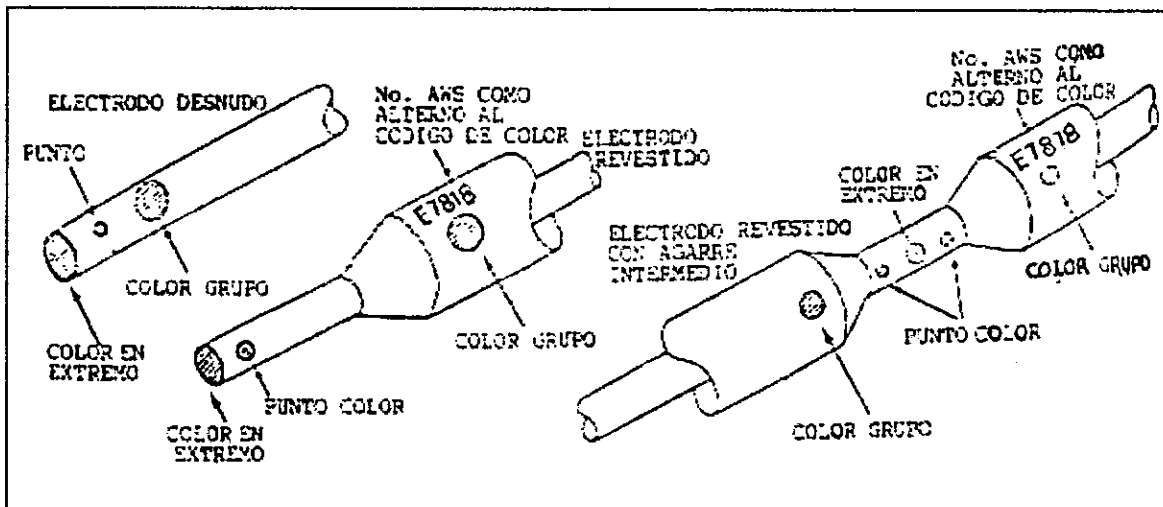 ELECTRODO DESNUDO
PUNTO
COLOR GRUPO
COLOR EN
EXTREMO
No. AWS COMO
ALTERNO AL
CODIGO DE COLOR
E7818
ELECTRODO
REVESTIDO
COLOR GRUPO
PUNTO COLOR
COLOR EN
EXTREMO
No. AWS COMO
ALTERNO AL
CODIGO DE COLOR
E7818
COLOR EN
EXTREMO
ELECTRODO REVESTIDO
CON AGARRE
INTERMEDIO
COLOR GRUPO
PUNTO COLOR
COLOR GRUPO